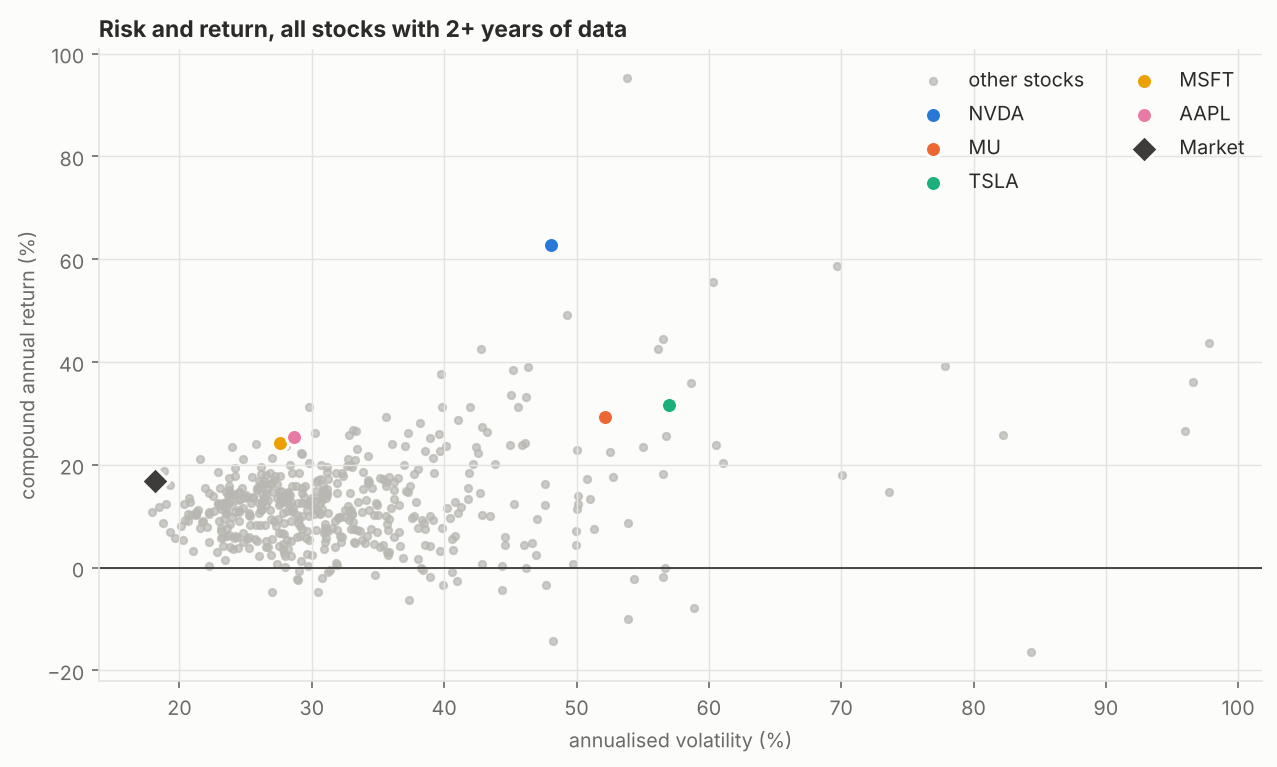 Risk and return, all stocks with 2+ years of data
compound annual return (%)
100
80
60
40
20
0
−20
other stocks
NVDA
MU
TSLA
MSFT
AAPL
Market
20 30 40 50 60 70 80 90 100
annualised volatility (%)